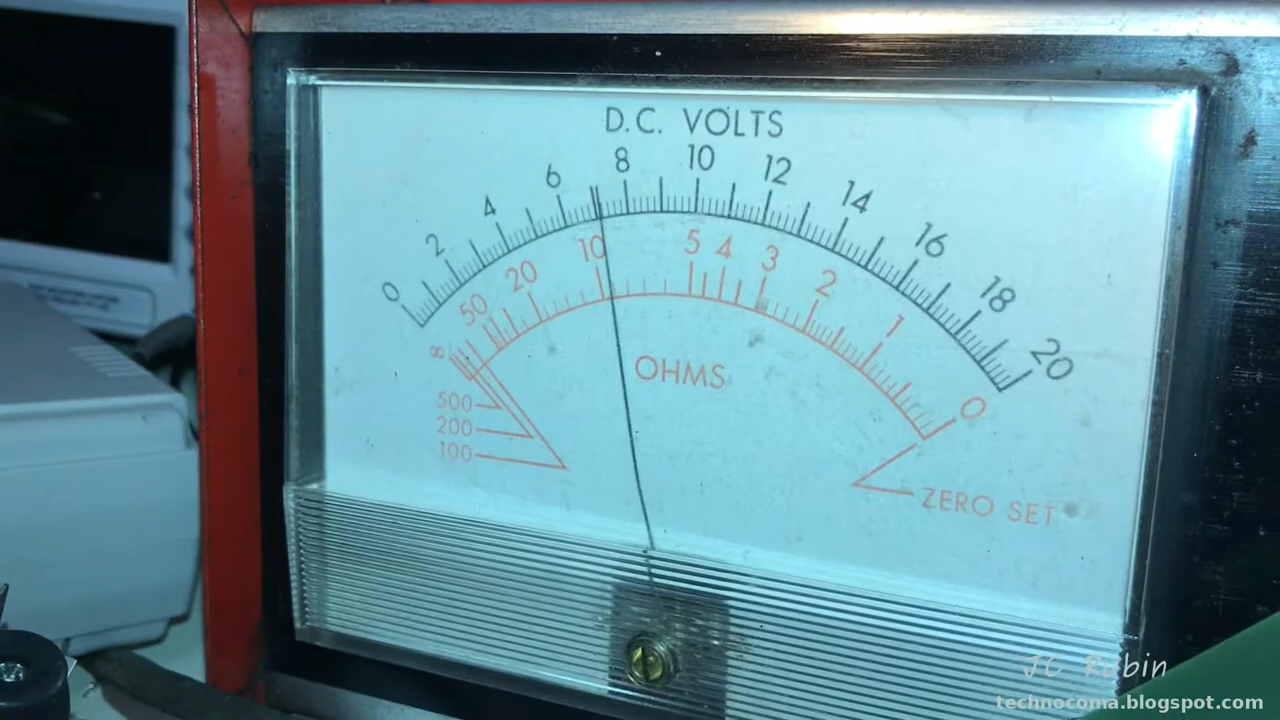 D.C. VOLTS
0 2 4 6 8 10 12 14 16 18 20
∞ 50 20 10 5 4 3 2 1 0
OHMS
500
200
100
ZERO SET
JC Rubin
technocoma.blogspot.com